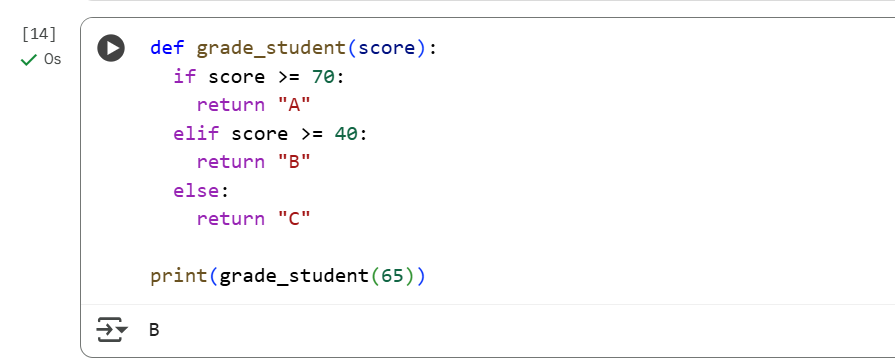 [14]
0s
def grade_student(score):
  if score >= 70:
    return "A"
  elif score >= 40:
    return "B"
  else:
    return "C"

print(grade_student(65))
B